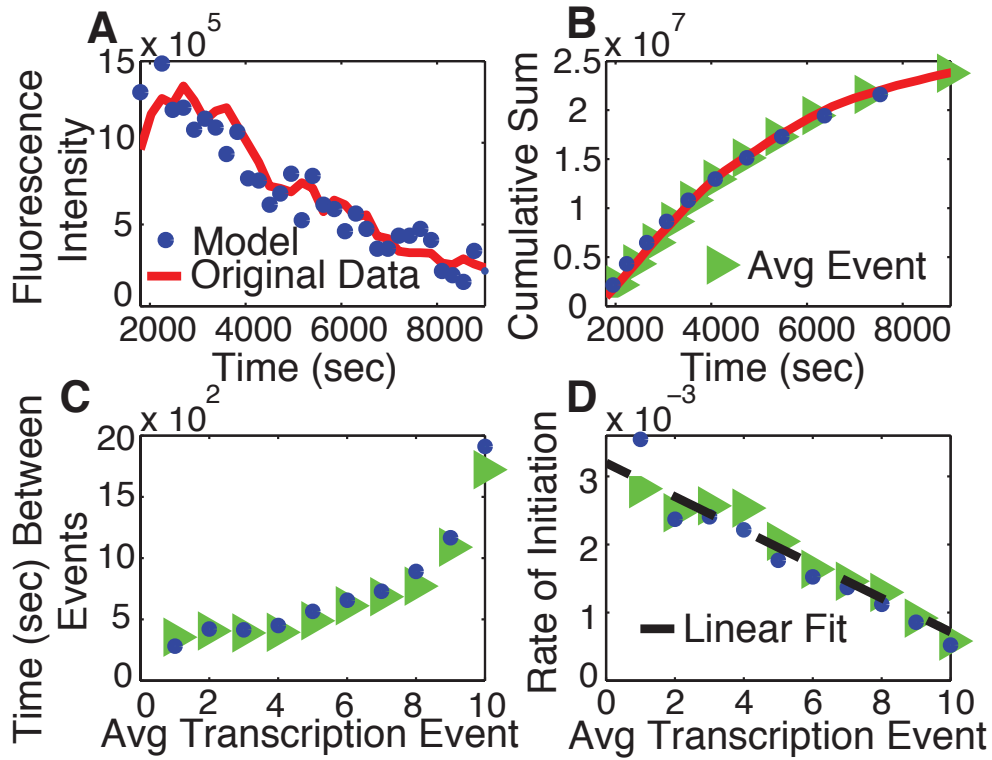 A
x 10^5
Fluorescence
Intensity
15
10
5
0
Model
Original Data
2000 4000 6000 8000
Time (sec)
B
x 10^7
Cumulative Sum
2.5
2
1.5
1
0.5
0
Avg Event
2000 4000 6000 8000
Time (sec)
C
x 10^2
Time (sec) Between
Events
20
15
10
5
0
0 2 4 6 8 10
Avg Transcription Event
D
x 10^−3
Rate of Initiation
3
2
1
0
Linear Fit
0 2 4 6 8 10
Avg Transcription Event